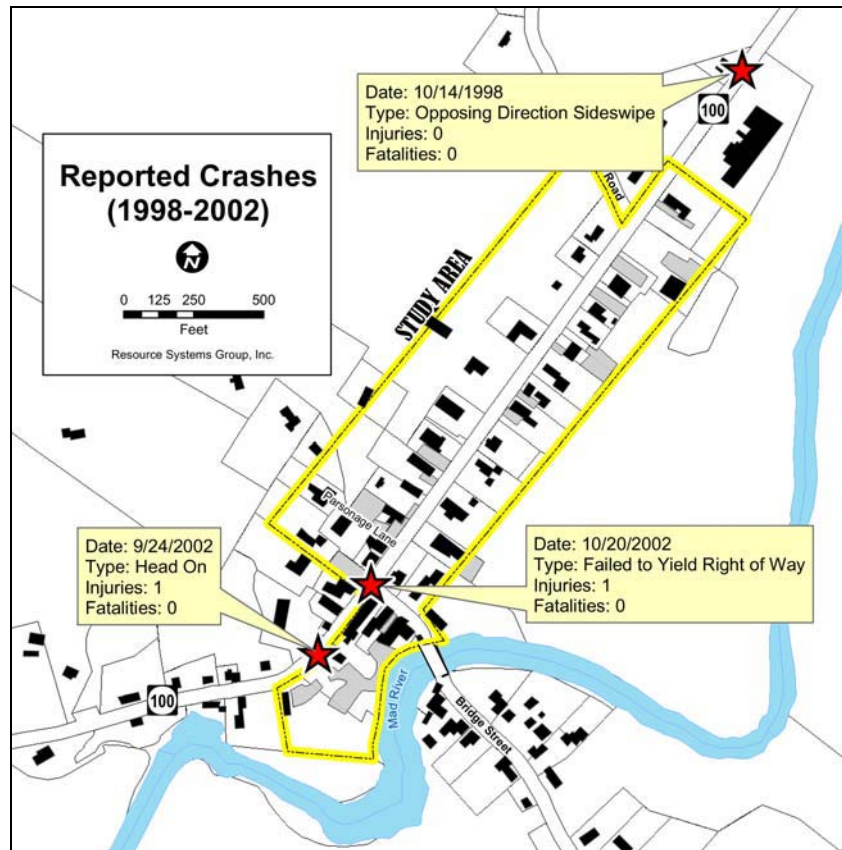 Date: 10/14/1998
Type: Opposing Direction Sideswipe
Injuries: 0
Fatalities: 0
100
Road
Reported Crashes
(1998-2002)
N
0 125 250 500
Feet
Resource Systems Group, Inc.
STUDY AREA
Parsonage Lane
Date: 9/24/2002
Type: Head On
Injuries: 1
Fatalities: 0
Date: 10/20/2002
Type: Failed to Yield Right of Way
Injuries: 1
Fatalities: 0
100
Mad River
Bridge Street